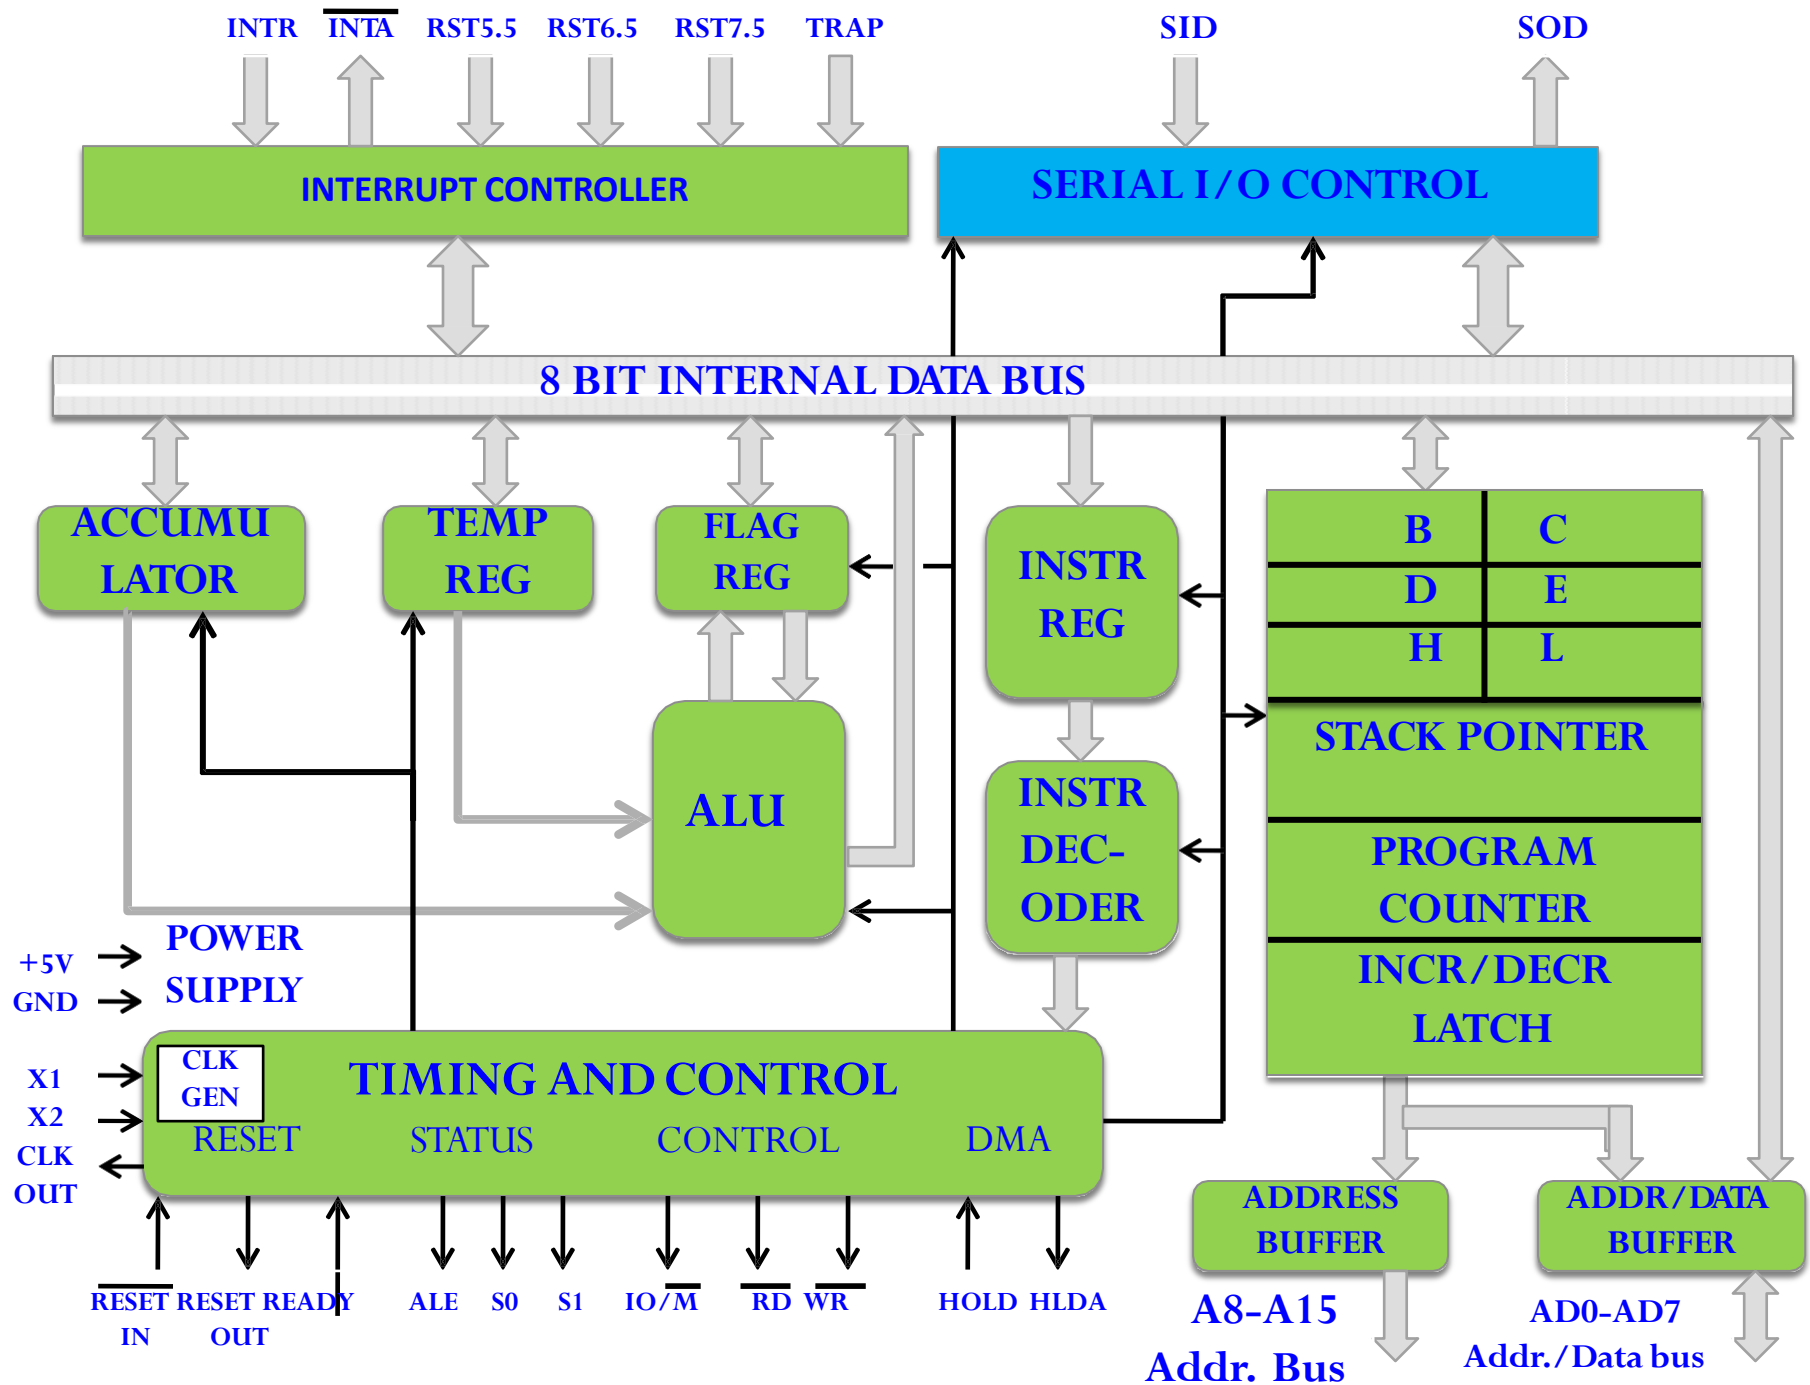 INTR INTA RST5.5 RST6.5 RST7.5 TRAP SID SOD
INTERRUPT CONTROLLER
SERIAL I/O CONTROL
8 BIT INTERNAL DATA BUS
ACCUMU
LATOR
TEMP
REG
FLAG
REG
INSTR
REG
B C
D E
H L
STACK POINTER
ALU
INSTR
DEC-
ODER
PROGRAM
COUNTER
INCR/DECR
LATCH
+5V
GND
POWER
SUPPLY
X1
X2
CLK
OUT
CLK
GEN
TIMING AND CONTROL
RESET STATUS CONTROL DMA
ADDRESS
BUFFER
ADDR/DATA
BUFFER
RESET
IN
RESET
OUT
READY
ALE S0 S1 IO/M RD WR HOLD HLDA
A8-A15
Addr. Bus
AD0-AD7
Addr./Data bus